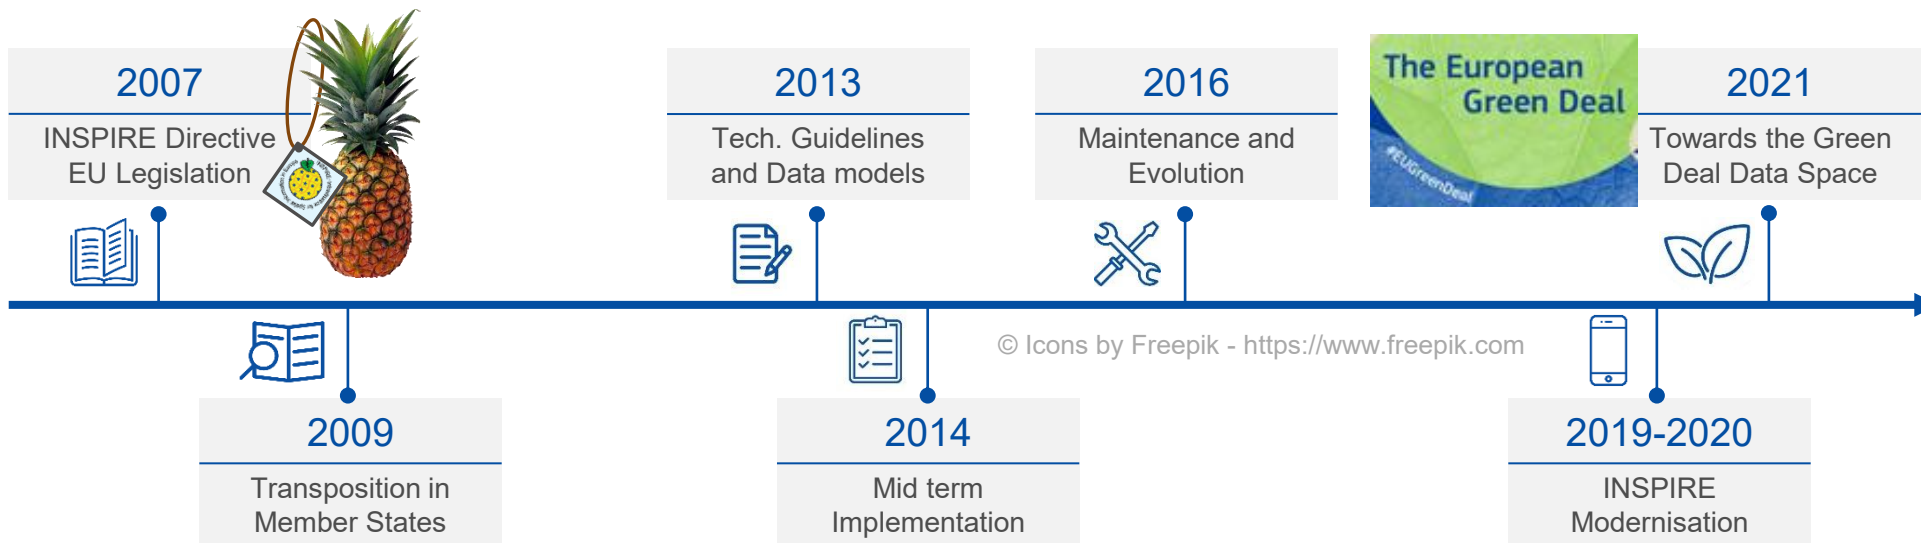 2007
INSPIRE Directive
EU Legislation
2013
Tech. Guidelines
and Data models
2016
Maintenance and
Evolution
The European
Green Deal
#EUGreenDeal
2021
Towards the Green
Deal Data Space
© Icons by Freepik - https://www.freepik.com
2009
Transposition in
Member States
2014
Mid term
Implementation
2019-2020
INSPIRE
Modernisation